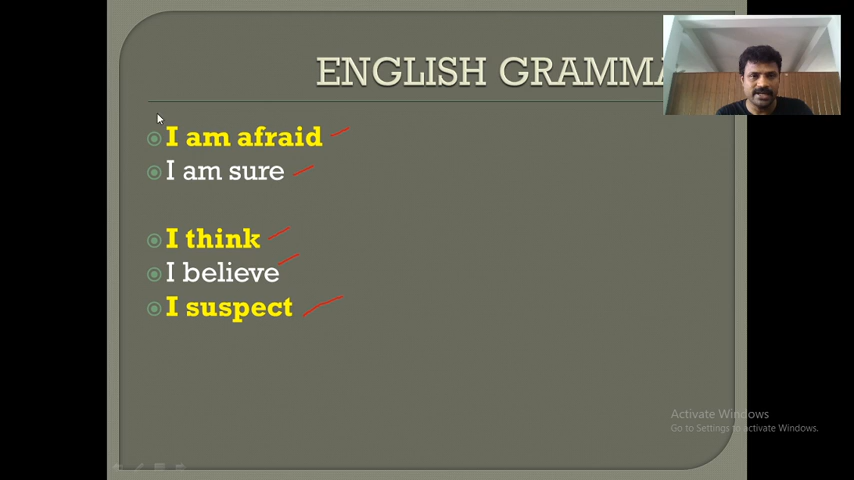 ENGLISH GRAMMA
I am afraid
I am sure
I think
I believe
I suspect
Activate Windows
Go to Settings to activate Windows.